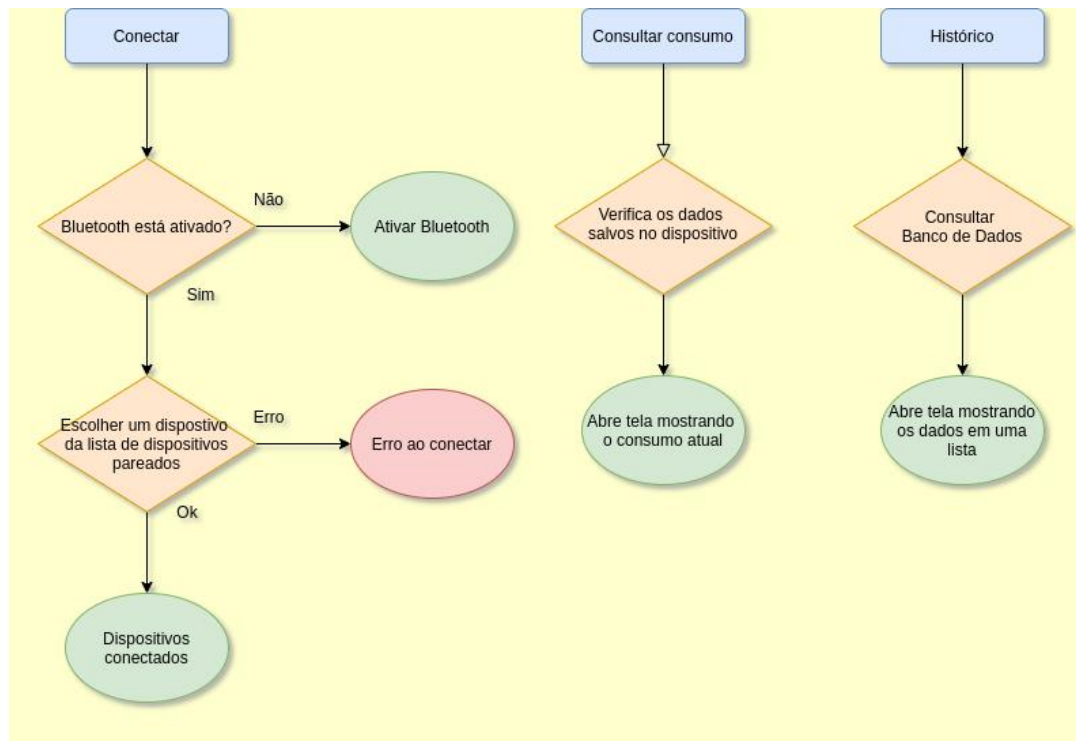 Conectar
Bluetooth está ativado?
Não
Ativar Bluetooth
Sim
Escolher um dispostivo
da lista de dispositivos
pareados
Erro
Erro ao conectar
Ok
Dispositivos
conectados
Consultar consumo
Verifica os dados
salvos no dispositivo
Abre tela mostrando
o consumo atual
Histórico
Consultar
Banco de Dados
Abre tela mostrando
os dados em uma
lista